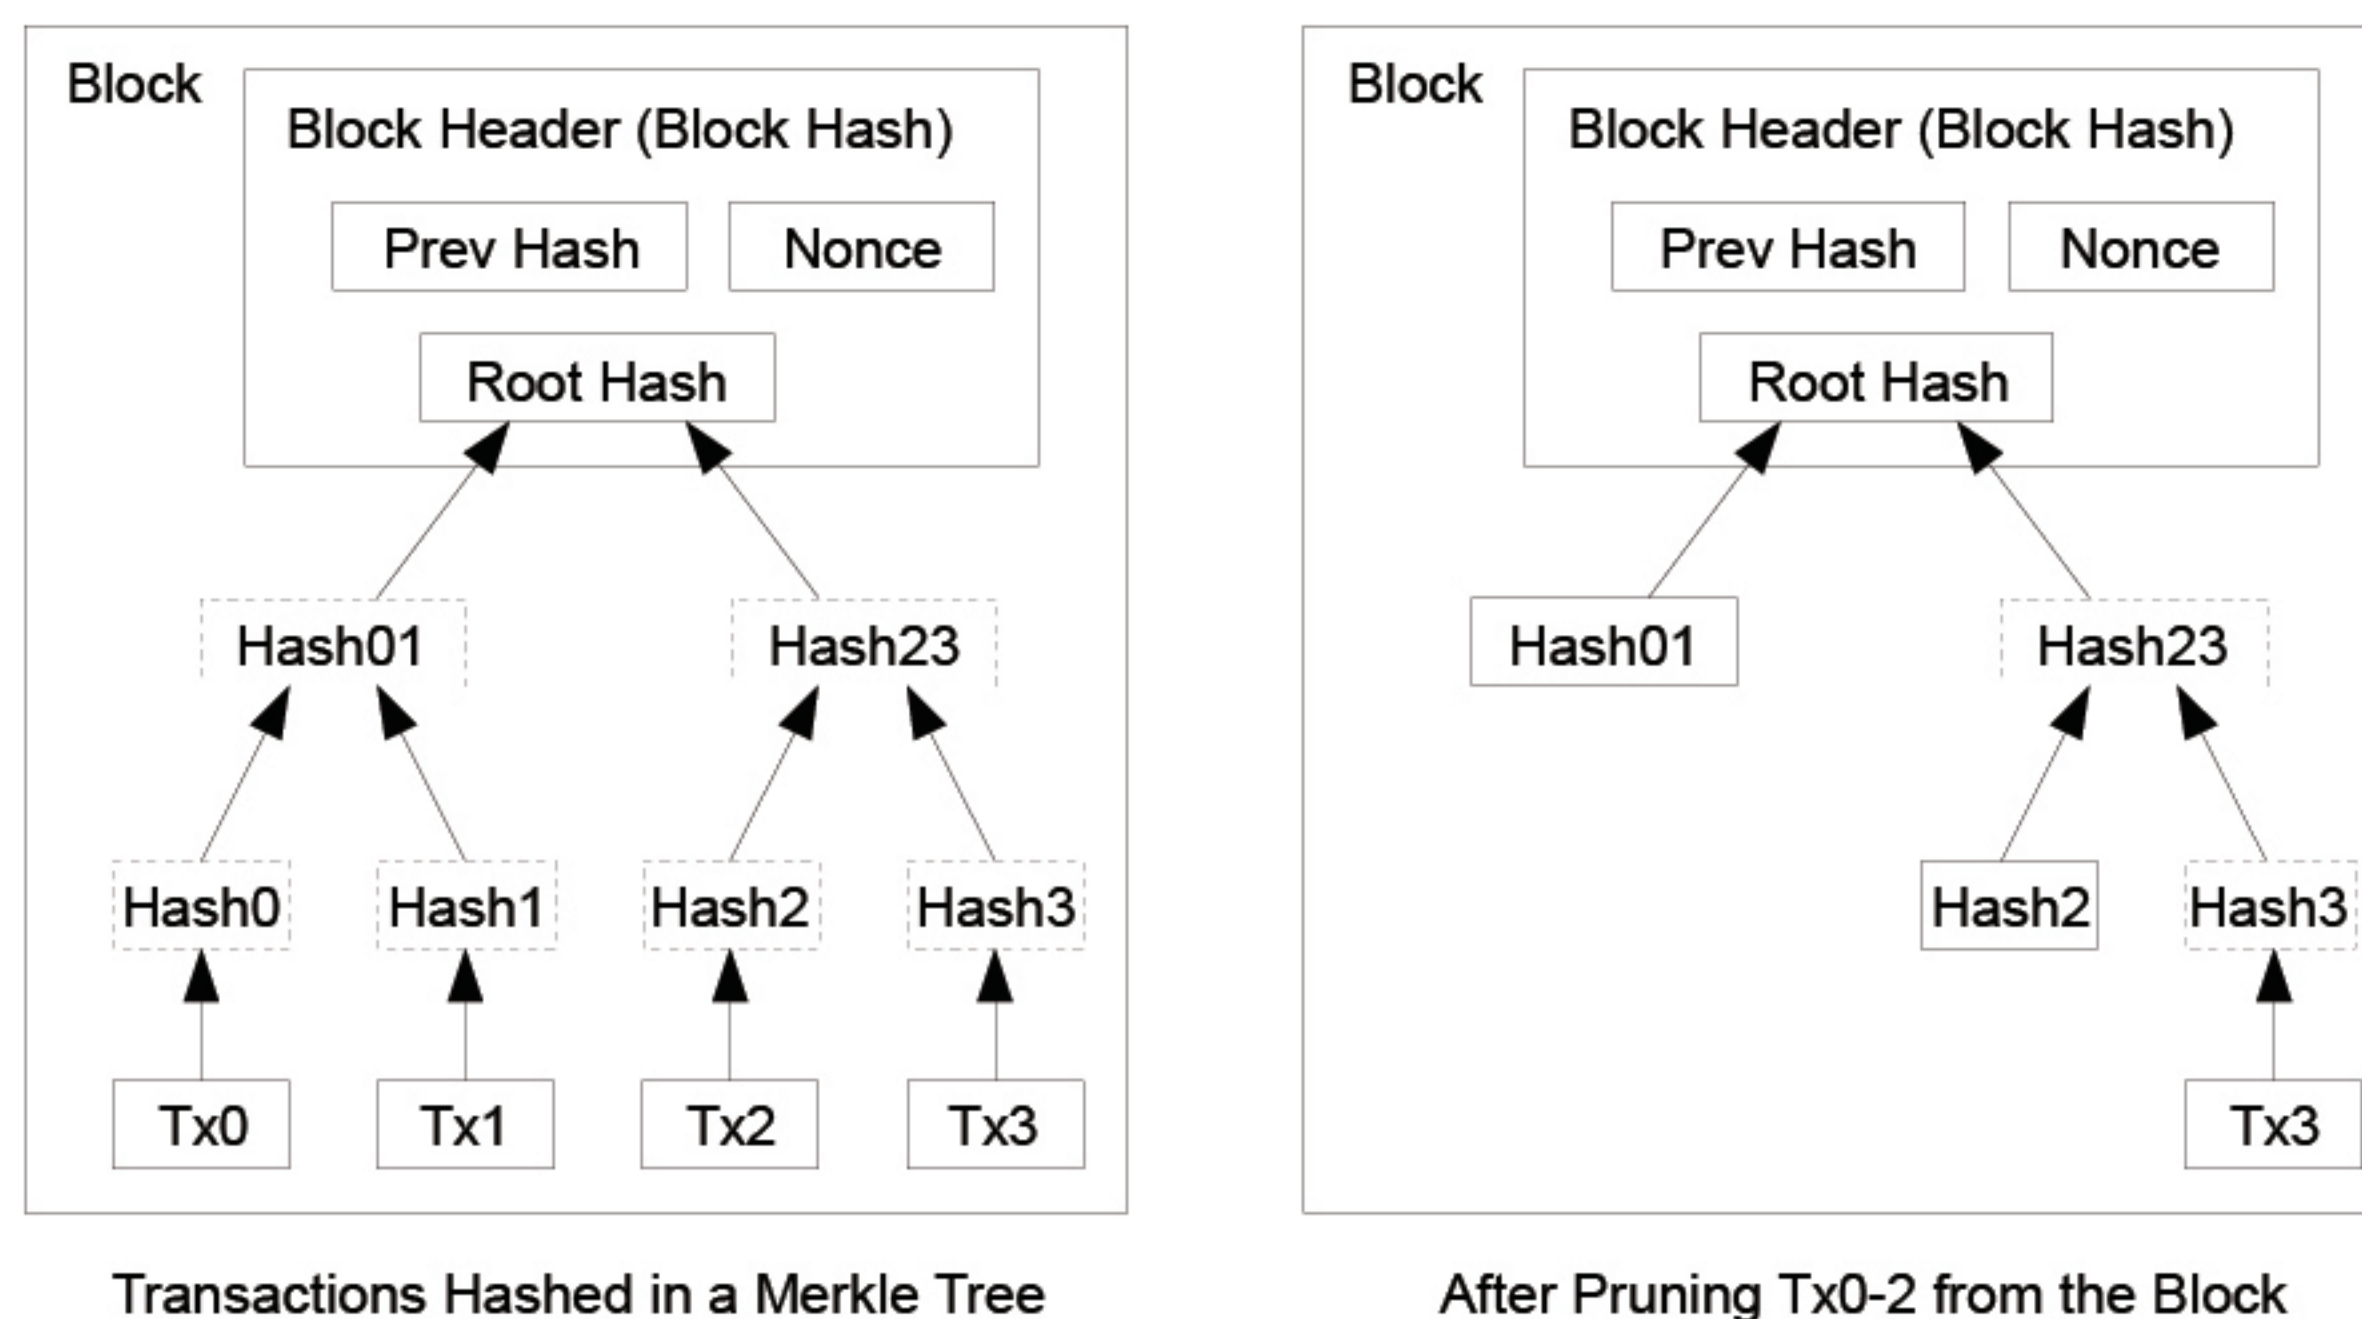 Block
Block Header (Block Hash)
Prev Hash
Nonce
Root Hash
Hash01
Hash23
Hash0
Hash1
Hash2
Hash3
Tx0
Tx1
Tx2
Tx3
Transactions Hashed in a Merkle Tree
Block
Block Header (Block Hash)
Prev Hash
Nonce
Root Hash
Hash01
Hash23
Hash2
Hash3
Tx3
After Pruning Tx0-2 from the Block